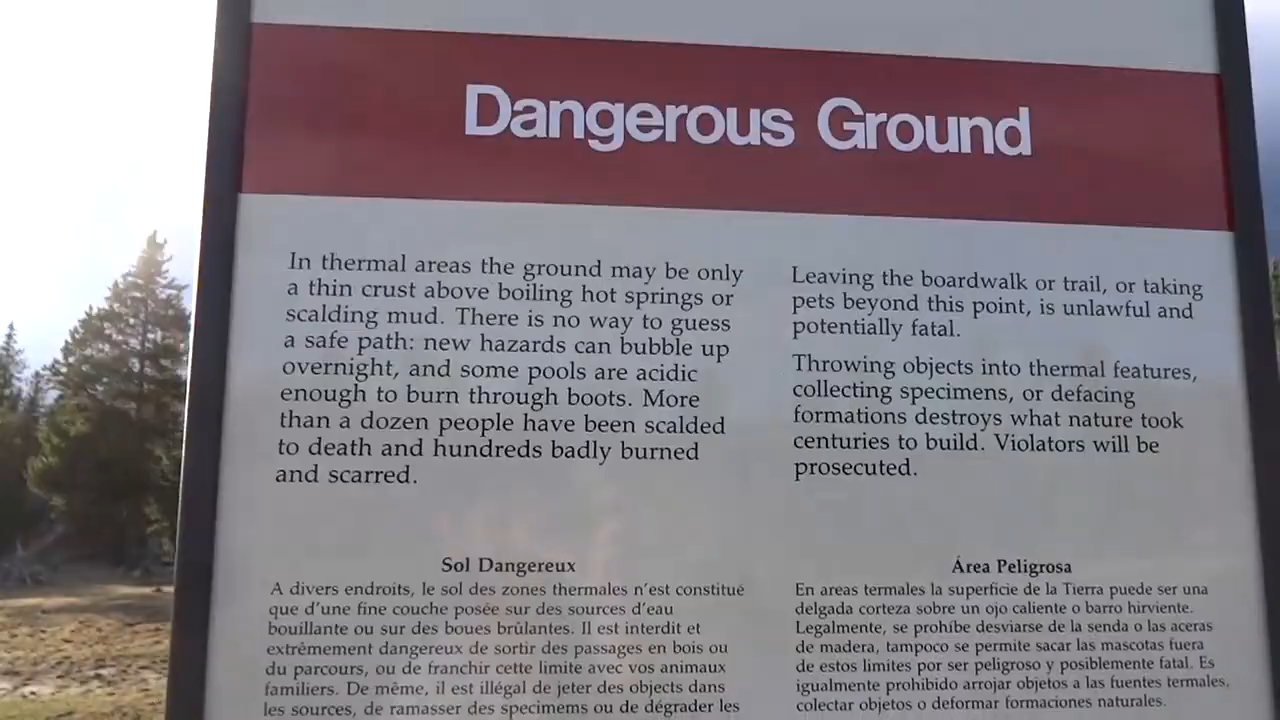 Dangerous Ground
In thermal areas the ground may be only
a thin crust above boiling hot springs or
scalding mud. There is no way to guess
a safe path: new hazards can bubble up
overnight, and some pools are acidic
enough to burn through boots. More
than a dozen people have been scalded
to death and hundreds badly burned
and scarred.
Leaving the boardwalk or trail, or taking
pets beyond this point, is unlawful and
potentially fatal.
Throwing objects into thermal features,
collecting specimens, or defacing
formations destroys what nature took
centuries to build. Violators will be
prosecuted.
Sol Dangereux
A divers endroits, le sol des zones thermales n'est constitué
que d'une fine couche posée sur des sources d'eau
bouillante ou sur des boues brûlantes. Il est interdit et
extrêmement dangereux de sortir des passages en bois ou
du parcours, ou de franchir cette limite avec vos animaux
familiers. De même, il est illégal de jeter des objects dans
les sources, de ramasser des specimems ou de dégrader les
Área Peligrosa
En areas termales la superficie de la Tierra puede ser una
delgada corteza sobre un ojo caliente o barro hirviente.
Legalmente, se prohíbe desviarse de la senda o las aceras
de madera, tampoco se permite sacar las mascotas fuera
de estos limites por ser peligroso y posiblemente fatal. Es
igualmente prohibido arrojar objetos a las fuentes termales,
colectar objetos o deformar formaciones naturales.